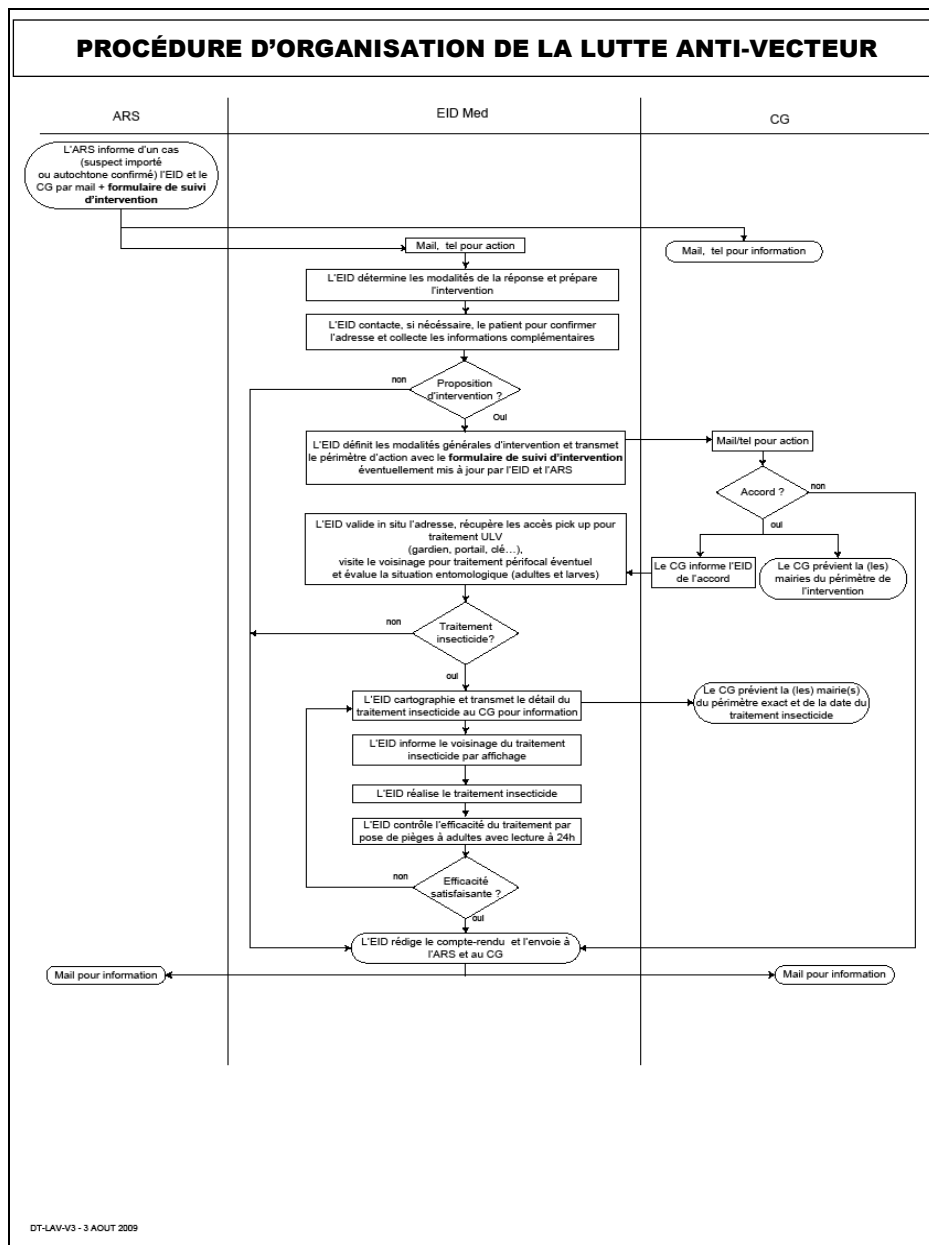 PROCÉDURE D'ORGANISATION DE LA LUTTE ANTI-VECTEUR
ARS
EID Med
CG
L'ARS informe d'un cas
(suspect importé
ou autochtone confirmé) l'EID et le
CG par mail + formulaire de suivi
d'intervention
Mail, tel pour action
Mail, tel pour information
L'EID détermine les modalités de la réponse et prépare
l'intervention
L'EID contacte, si nécessaire, le patient pour confirmer
l'adresse et collecte les informations complémentaires
non
Proposition
d'intervention ?
Oui
L'EID définit les modalités générales d'intervention et transmet
le périmètre d'action avec le formulaire de suivi d'intervention
éventuellement mis à jour par l'EID et l'ARS
Mail/tel pour action
Accord ?
non
oui
L'EID valide in situ l'adresse, récupère les accès pick up pour
traitement ULV
(gardien, portail, clé…),
visite le voisinage pour traitement périfocal éventuel
et évalue la situation entomologique (adultes et larves)
Le CG informe l'EID
de l'accord
Le CG prévient la (les)
mairies du périmètre de
l'intervention
non
Traitement
insecticide?
oui
L'EID cartographie et transmet le détail du
traitement insecticide au CG pour information
Le CG prévient la (les) mairie(s)
du périmètre exact et de la date du
traitement insecticide
L'EID informe le voisinage du traitement
insecticide par affichage
L'EID réalise le traitement insecticide
L'EID contrôle l'efficacité du traitement par
pose de pièges à adultes avec lecture à 24h
non
Efficacité
satisfaisante ?
oui
L'EID rédige le compte-rendu et l'envoie à
l'ARS et au CG
Mail pour information
Mail pour information
DT-LAV-V3 - 3 AOUT 2009